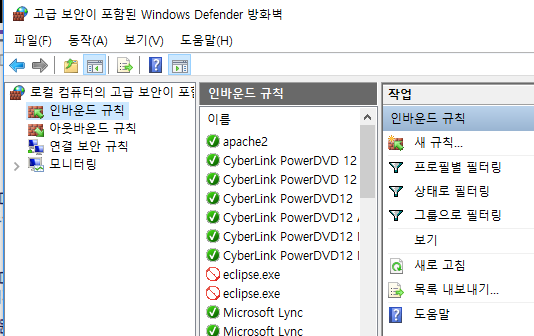 고급 보안이 포함된 Windows Defender 방화벽
파일(F) 동작(A) 보기(V) 도움말(H)
로컬 컴퓨터의 고급 보안이 포함
인바운드 규칙
아웃바운드 규칙
연결 보안 규칙
모니터링
인바운드 규칙
이름
apache2
CyberLink PowerDVD 12
CyberLink PowerDVD 12
CyberLink PowerDVD12
CyberLink PowerDVD12
CyberLink PowerDVD12
CyberLink PowerDVD12
eclipse.exe
eclipse.exe
Microsoft Lync
Microsoft Lync
작업
인바운드 규칙
새 규칙...
프로필별 필터링
상태로 필터링
그룹으로 필터링
보기
새로 고침
목록 내보내기...
도움말